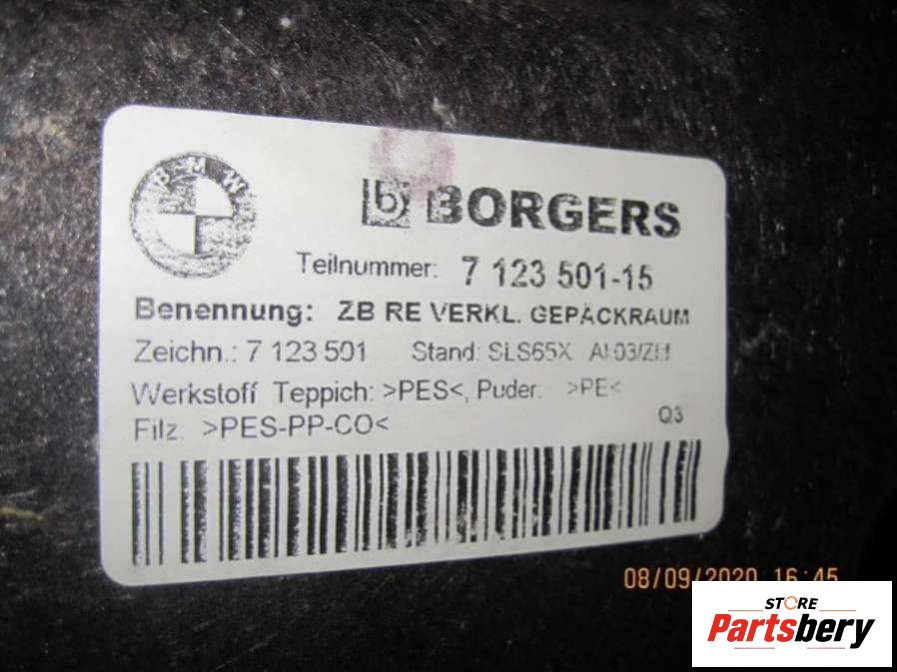 BMW
b BORGERS
Teilnummer: 7 123 501-15
Benennung: ZB RE VERKL. GEPÄCKRAUM
Zeichn.: 7 123 501 Stand: SLS65X
Werkstoff Teppich: >PES<, Puder: >PE<
Filz: >PES-PP-CO<
Q3
08/09/2020 16:45
STORE
Partsbery